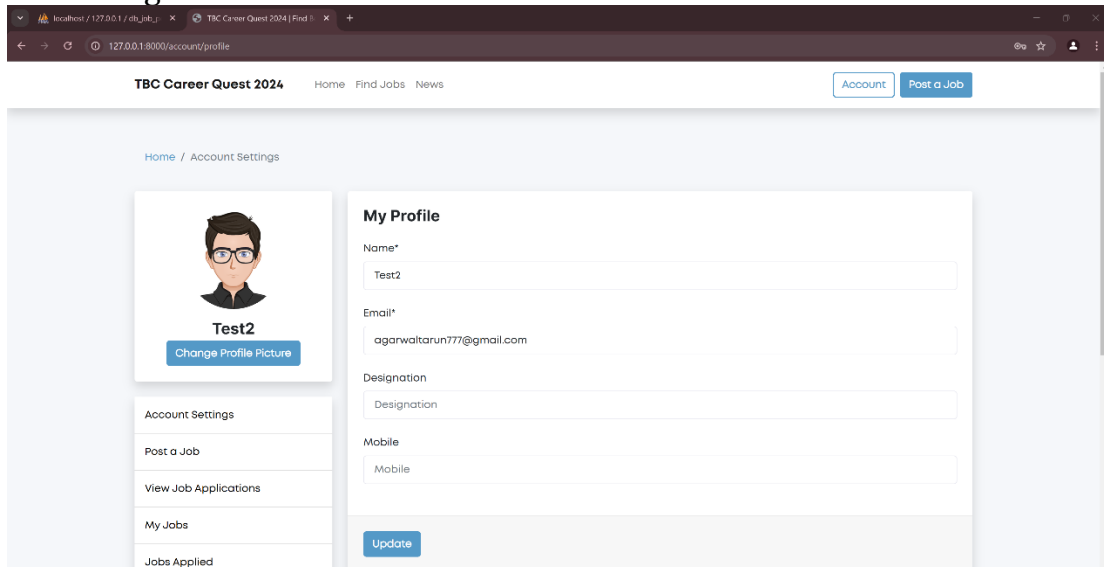 localhost / 127.0.0.1 / db_job_p
TBC Career Quest 2024 | Find B
127.0.0.1:8000/account/profile
TBC Career Quest 2024
Home
Find Jobs
News
Account
Post a Job
Home / Account Settings
Test2
Change Profile Picture
Account Settings
Post a Job
View Job Applications
My Jobs
Jobs Applied
My Profile
Name*
Test2
Email*
agarwaltarun777@gmail.com
Designation
Designation
Mobile
Mobile
Update